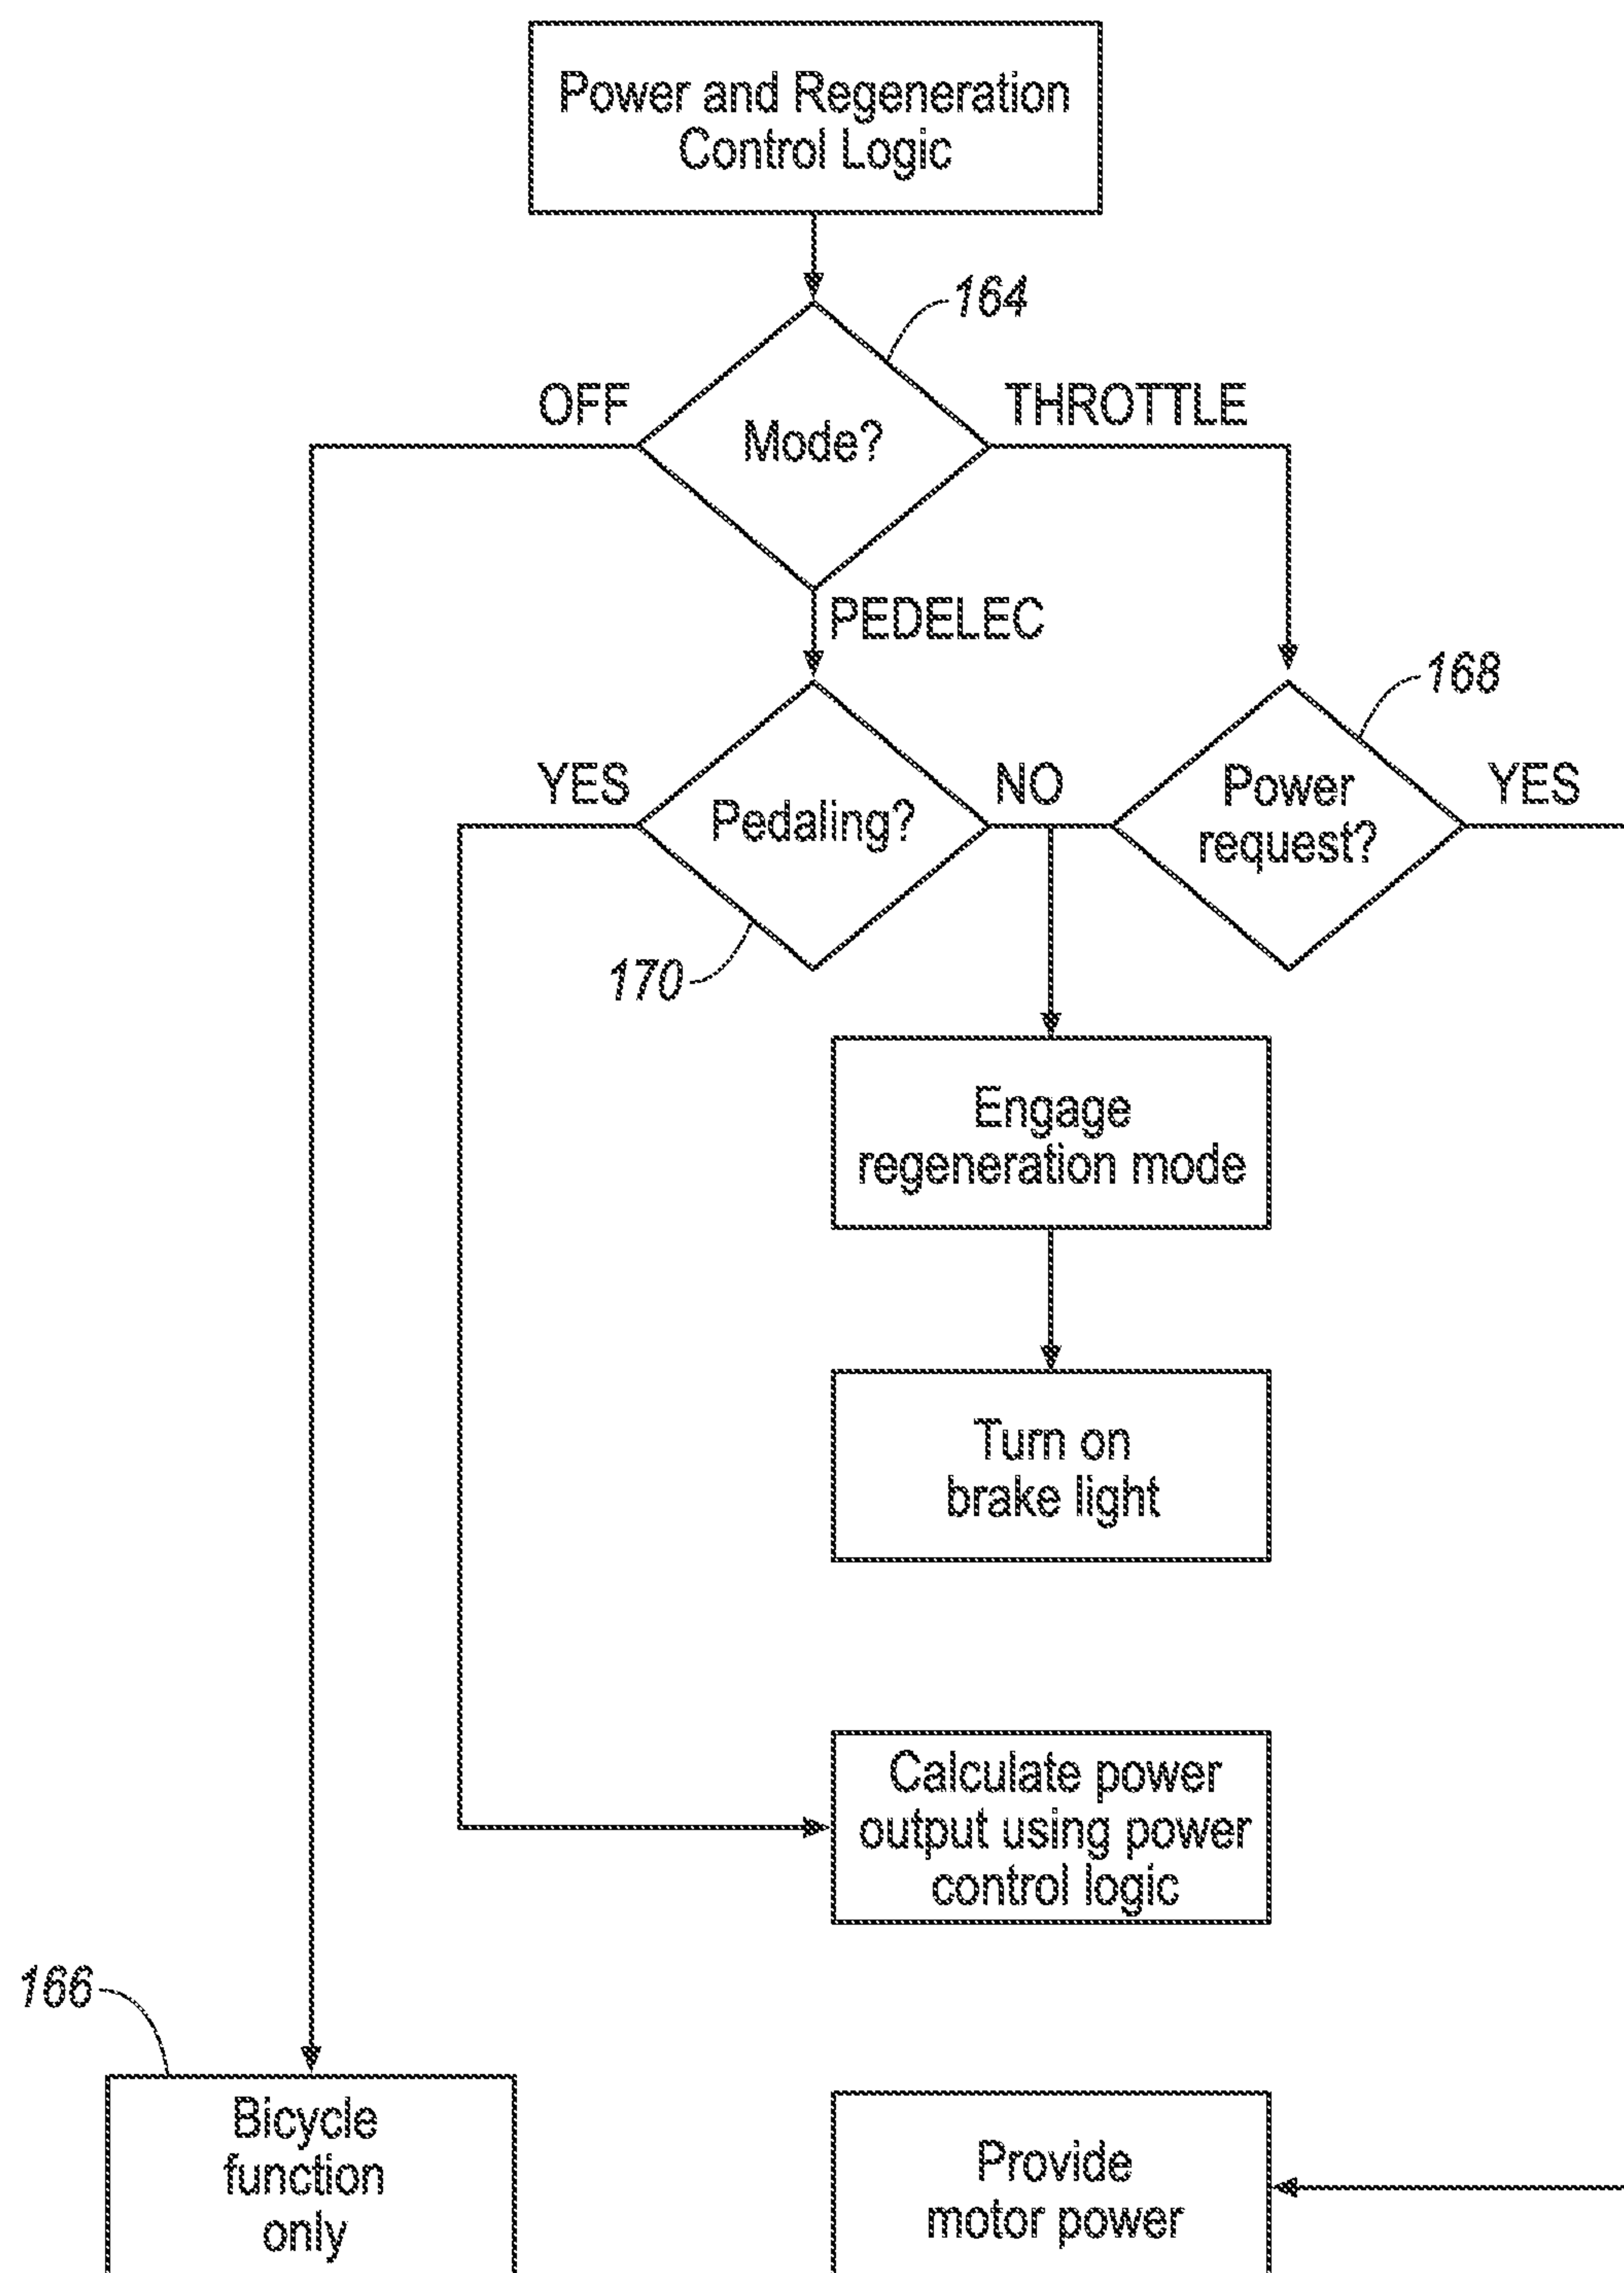 Power and Regeneration
Control Logic
164
OFF
THROTTLE
Mode?
PEDELEC
168
YES
Pedaling?
NO
Power
request?
YES
170
Engage
regeneration mode
Turn on
brake light
Calculate power
output using power
control logic
166
Bicycle
function
only
Provide
motor power